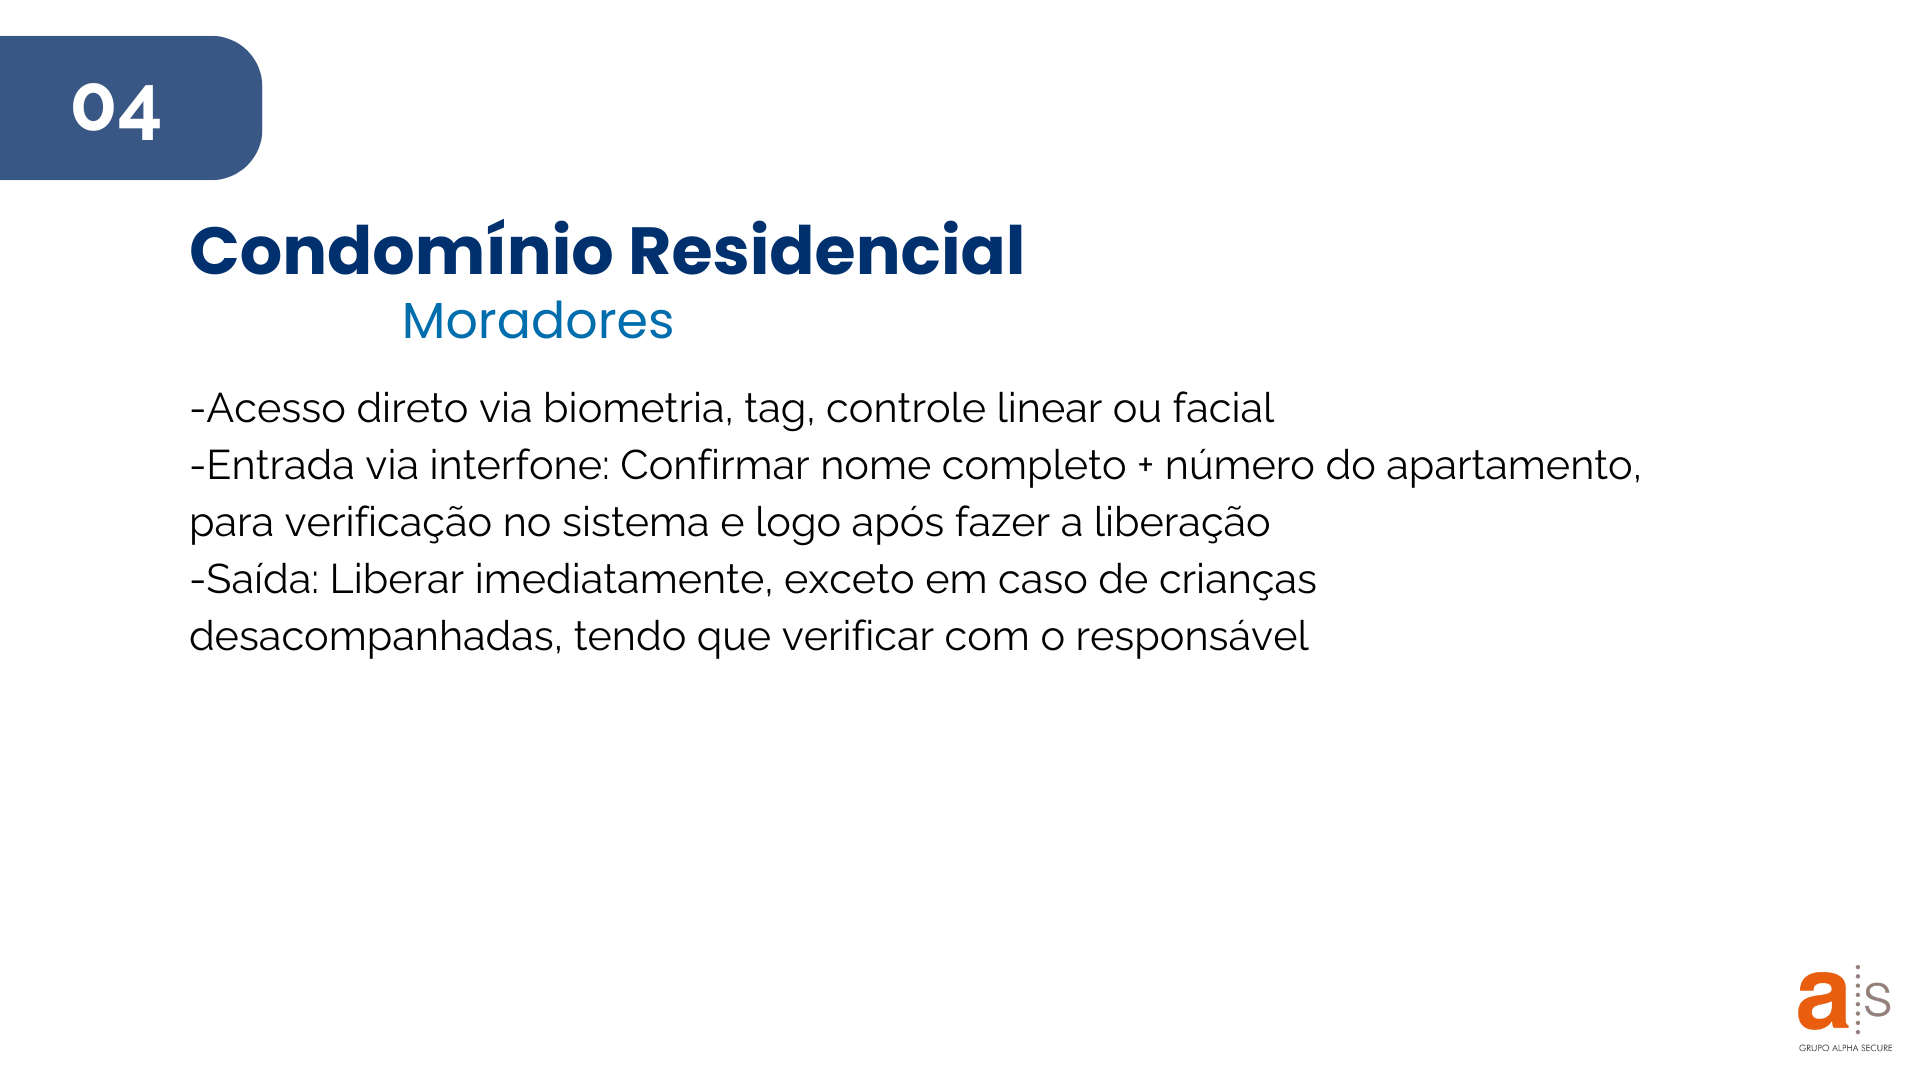 04
Condomínio Residencial
Moradores
-Acesso direto via biometria, tag, controle linear ou facial
-Entrada via interfone: Confirmar nome completo + número do apartamento,
para verificação no sistema e logo após fazer a liberação
-Saída: Liberar imediatamente, exceto em caso de crianças
desacompanhadas, tendo que verificar com o responsável
a s
GRUPO ALPHA SECURE